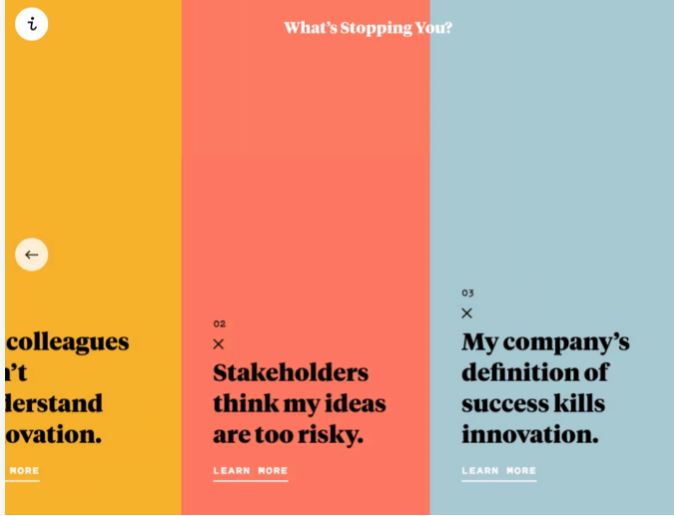 i
What's Stopping You?
colleagues
't
derstand
ovation.
MORE
02
Stakeholders
think my ideas
are too risky.
LEARN MORE
03
My company's
definition of
success kills
innovation.
LEARN MORE